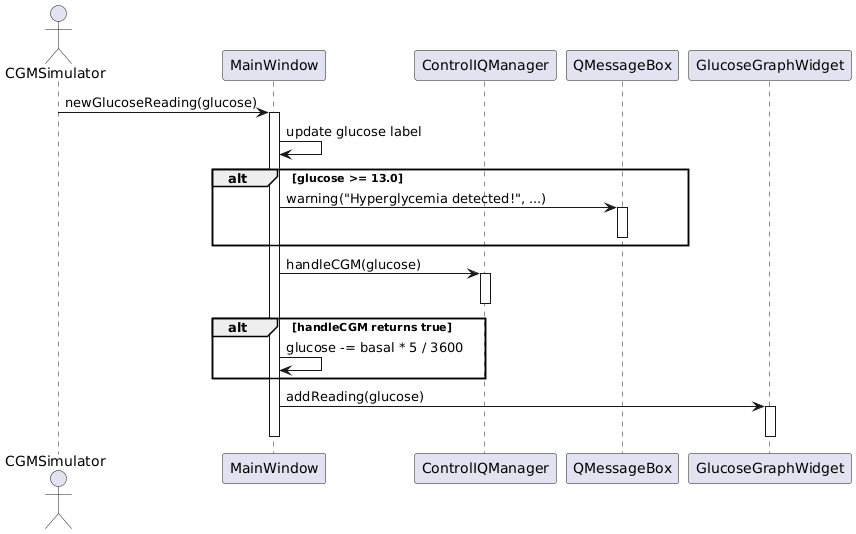 CGMSimulator
MainWindow
ControlIQManager
QMessageBox
GlucoseGraphWidget
newGlucoseReading(glucose)
update glucose label
alt [glucose >= 13.0]
warning("Hyperglycemia detected!", ...)
handleCGM(glucose)
alt [handleCGM returns true]
glucose -= basal * 5 / 3600
addReading(glucose)
CGMSimulator
MainWindow
ControlIQManager
QMessageBox
GlucoseGraphWidget